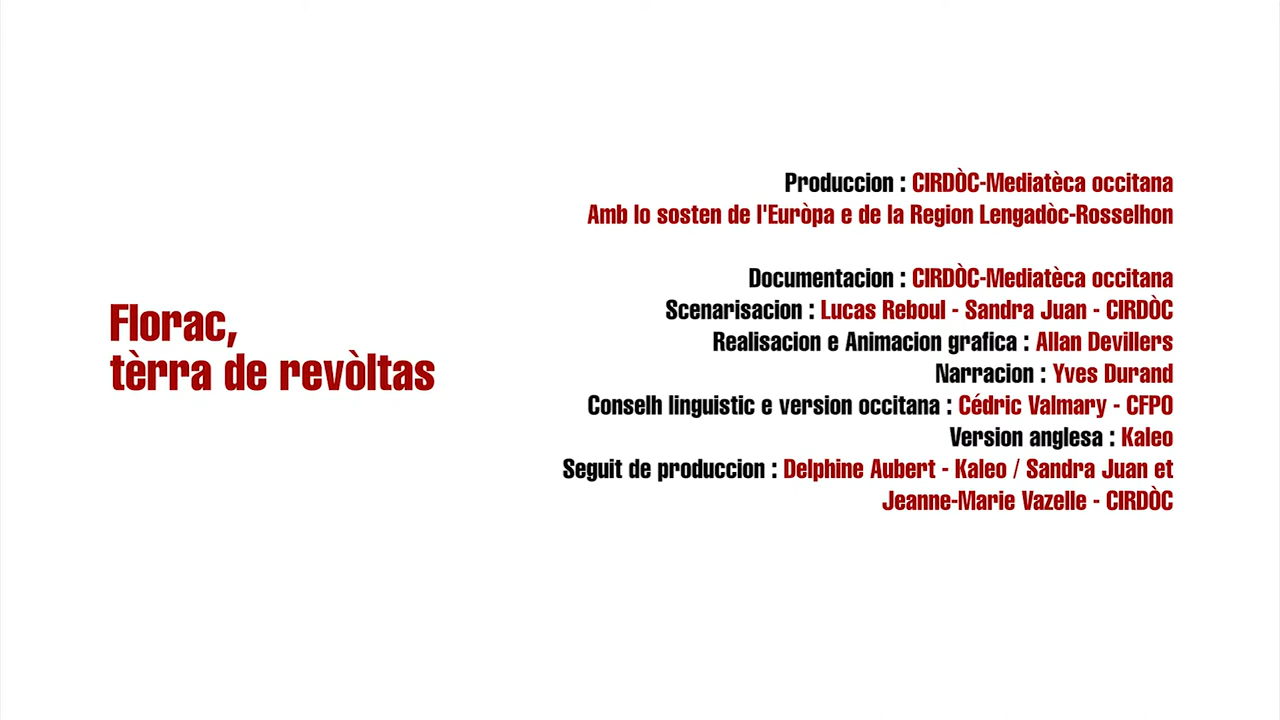 Florac,
tèrra de revòltas
Produccion : CIRDÒC-Mediatèca occitana
Amb lo sosten de l'Euròpa e de la Region Lengadòc-Rosselhon
Documentacion : CIRDÒC-Mediatèca occitana
Scenarisacion : Lucas Reboul - Sandra Juan - CIRDÒC
Realisacion e Animacion grafica : Allan Devillers
Narracion : Yves Durand
Conselh linguistic e version occitana : Cédric Valmary - CFPO
Version anglesa : Kaleo
Seguit de produccion : Delphine Aubert - Kaleo / Sandra Juan et
Jeanne-Marie Vazelle - CIRDÒC